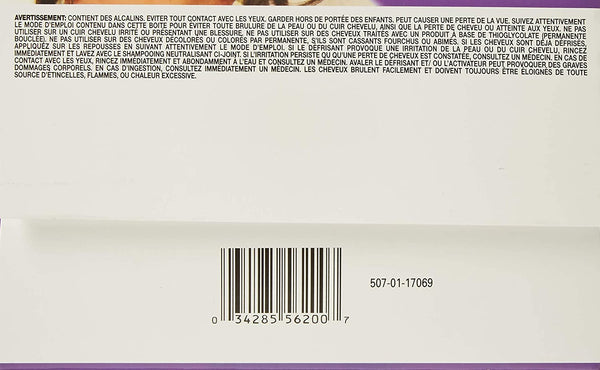 AVERTISSEMENT: CONTIENT DES ALCALINS. EVITER TOUT CONTACT AVEC LES YEUX. GARDER HORS DE PORTÉE DES ENFANTS. PEUT CAUSER UNE PERTE DE LA VUE. SUIVEZ ATTENTIVEMENT
LE MODE D'EMPLOI CONTENU DANS CETTE BOITE POUR ÉVITER TOUTE BRULURE DE LA PEAU OU DU CUIR CHEVELU, AINSI QUE LA PERTE DE CHEVEU OU ATTEINTE AUX YEUX. NE PAS
UTILISER SUR UN CUIR CHEVELU IRRITÉ OU PRÉSENTANT UNE BLESSURE, NE PAS UTILISER SUR DES CHEVEUX TRAITÉS AVEC UN PRODUIT À BASE DE THIOGLYCOLATE (PERMANENTE
BOUCLEE). NE PAS UTILISER SUR DES CHEVEUX DÉCOLORÉS OU COLORÉS PAR PERMANENTE, S'ILS SONT CASSANTS FOURCHUS OU ABIMES. SI LES CHEVEUX SONT DÉJÀ DÉFRISÉS,
APPLIQUEZ SUR LES REPOUSSES EN SUIVANT ATTENTIVEMENT LE MODE D'EMPLOI. SI LE DÉFRISANT PROVOQUE UNE IRRITATION DE LA PEAU OU DU CUIR CHEVELU, RINCEZ
IMMÉDIATEMENT ET LAVEZ AVEC LE SHAMPOOING NEUTRALISANT CI-JOINT. SI L'IRRITATION PERSISTE OU QU'UNE PERTE DE CHEVEUX EST CONSTATÉE, CONSULTEZ UN MÉDECIN. EN CAS DE
CONTACT AVEC LES YEUX, RINCEZ IMMÉDIATEMENT ET ABONDAMMENT À L'EAU ET CONSULTEZ UN MÉDECIN. AVALER LE DÉFRISANT ET/ OU L'ACTIVATEUR PEUT PROVOQUER DES GRAVES
DOMMAGES CORPORELS. EN CAS D'INGESTION, CONSULTEZ IMMÉDIATEMENT UN MÉDECIN. LES CHEVEUX BRULENT FACILEMENT ET DOIVENT TOUJOURS ÊTRE ÉLOIGNÉS DE TOUTE
SOURCE D'ETINCELLES, FLAMMES, OU CHALEUR EXCESSIVE.
507-01-17069
0 34285 56200 7